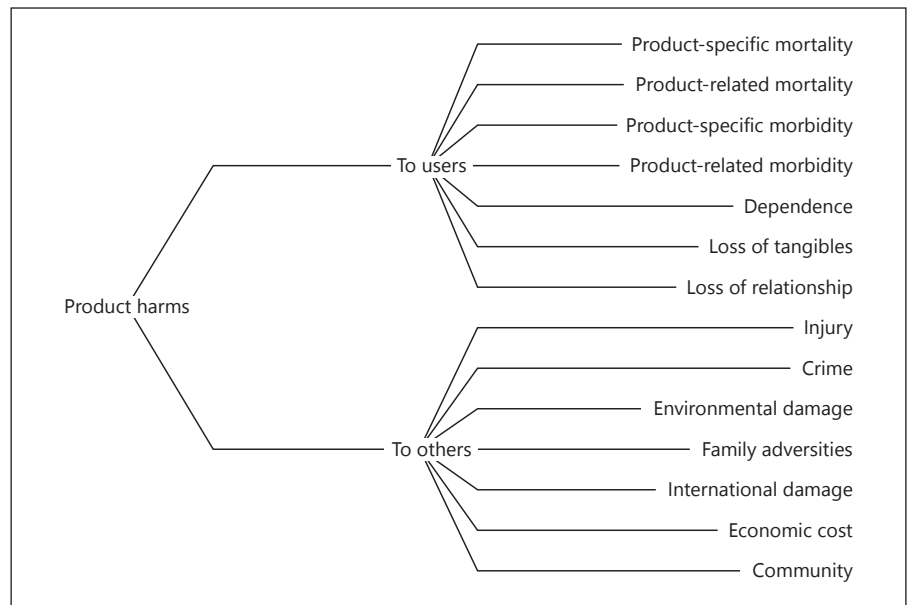 Product harms
To users
Product-specific mortality
Product-related mortality
Product-specific morbidity
Product-related morbidity
Dependence
Loss of tangibles
Loss of relationship
To others
Injury
Crime
Environmental damage
Family adversities
International damage
Economic cost
Community